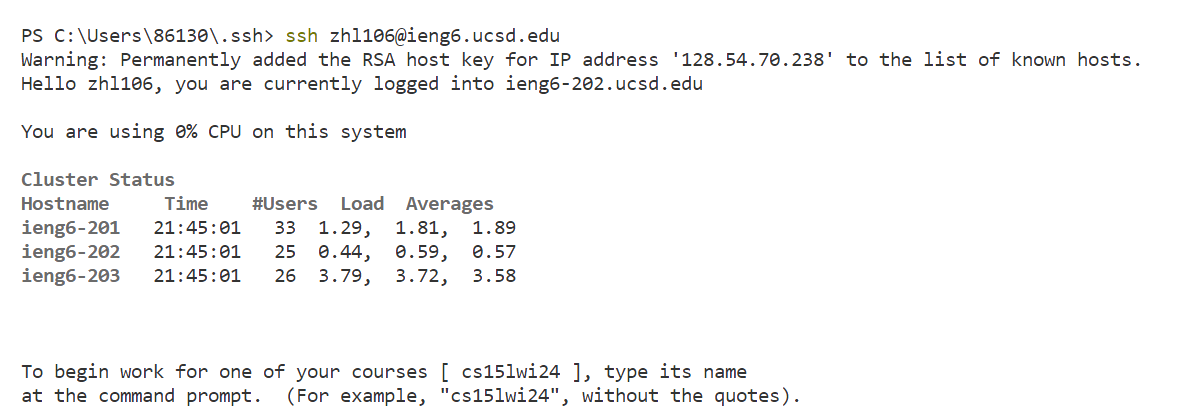 PS C:\Users\86130\.ssh> ssh zhl106@ieng6.ucsd.edu
Warning: Permanently added the RSA host key for IP address '128.54.70.238' to the list of known hosts.
Hello zhl106, you are currently logged into ieng6-202.ucsd.edu
You are using 0% CPU on this system
Cluster Status
Hostname     Time    #Users  Load  Averages
ieng6-201   21:45:01   33  1.29,  1.81,  1.89
ieng6-202   21:45:01   25  0.44,  0.59,  0.57
ieng6-203   21:45:01   26  3.79,  3.72,  3.58
To begin work for one of your courses [ cs15lwi24 ], type its name
at the command prompt.  (For example, "cs15lwi24", without the quotes).